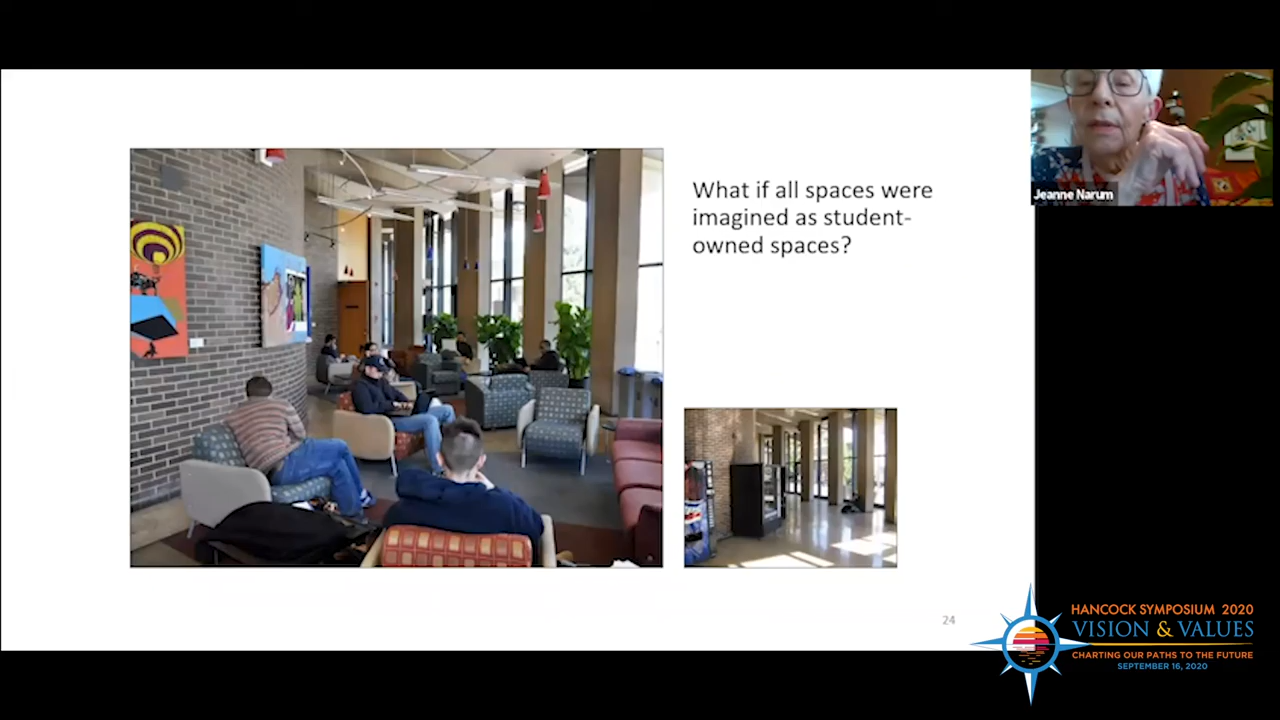 What if all spaces were
imagined as student-
owned spaces?
Jeanne Narum
24
HANCOCK SYMPOSIUM 2020
VISION & VALUES
CHARTING OUR PATHS TO THE FUTURE
SEPTEMBER 16, 2020